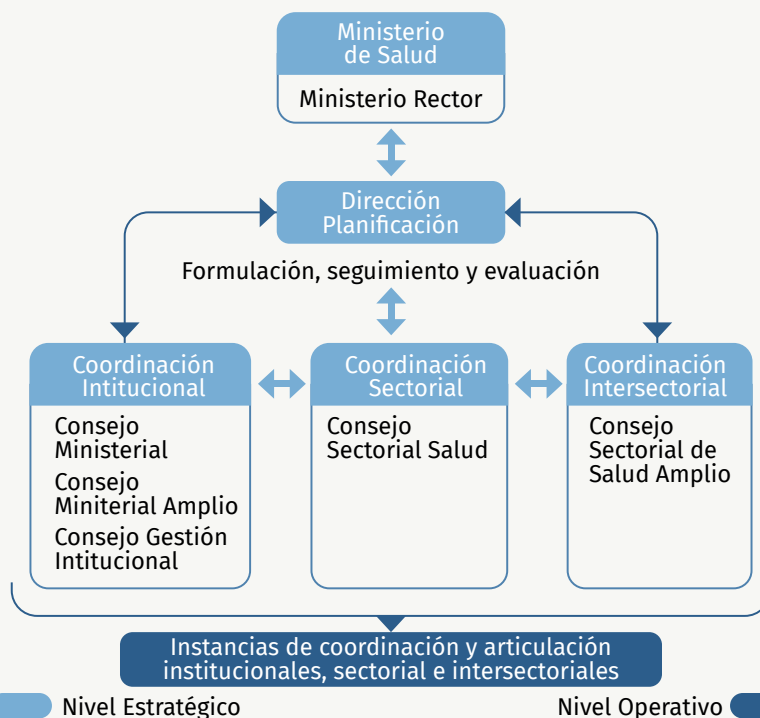 Ministerio
de Salud
Ministerio Rector
Dirección
Planificación
Formulación, seguimiento y evaluación
Coordinación
Intitucional
Consejo
Ministerial
Consejo
Miniterial Amplio
Consejo Gestión
Intitucional
Coordinación
Sectorial
Consejo
Sectorial Salud
Coordinación
Intersectorial
Consejo
Sectorial de
Salud Amplio
Instancias de coordinación y articulación
institucionales, sectorial e intersectoriales
Nivel Estratégico
Nivel Operativo